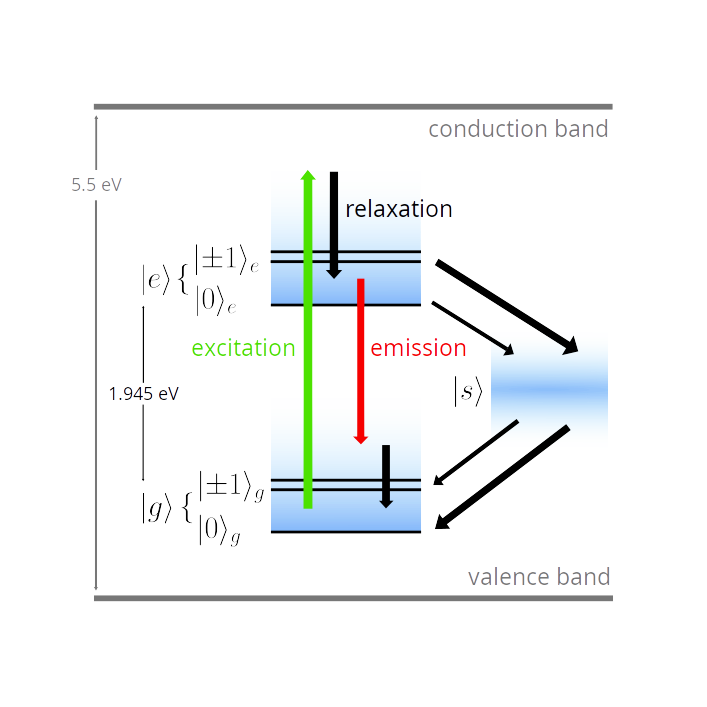 conduction band
5.5 eV
relaxation
|e⟩{ |±1⟩ₑ
|0⟩ₑ
excitation
emission
1.945 eV
|s⟩
|g⟩{ |±1⟩g
|0⟩g
valence band